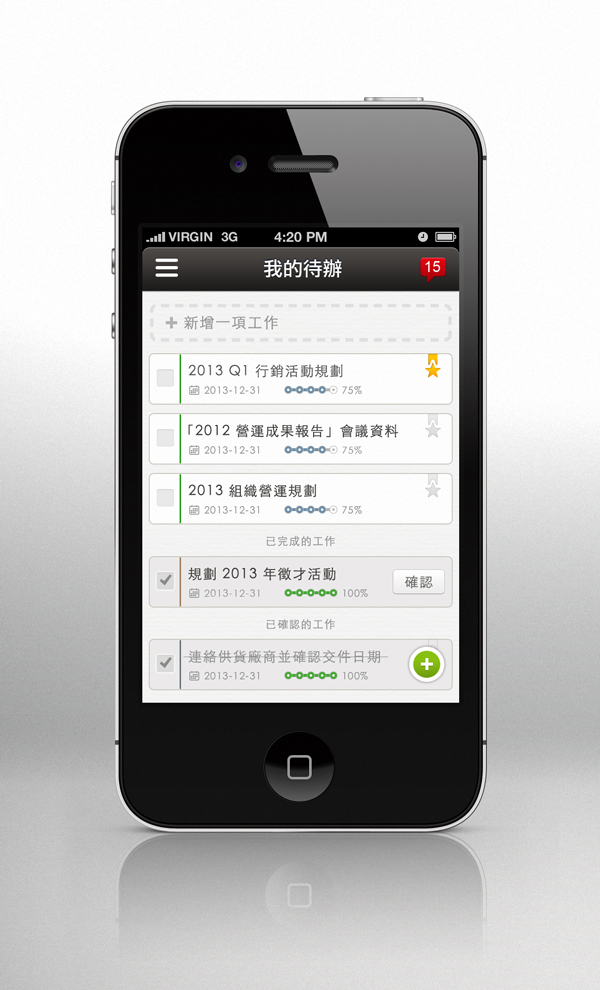 VIRGIN 3G 4:20 PM
我的待辦 15
新增一項工作
2013 Q1 行銷活動規劃
2013-12-31 75%
「2012 營運成果報告」會議資料
2013-12-31 75%
2013 組織營運規劃
2013-12-31 75%
已完成的工作
規劃 2013 年徵才活動
2013-12-31 100%
確認
已確認的工作
連絡供貨廠商並確認交件日期
2013-12-31 100%